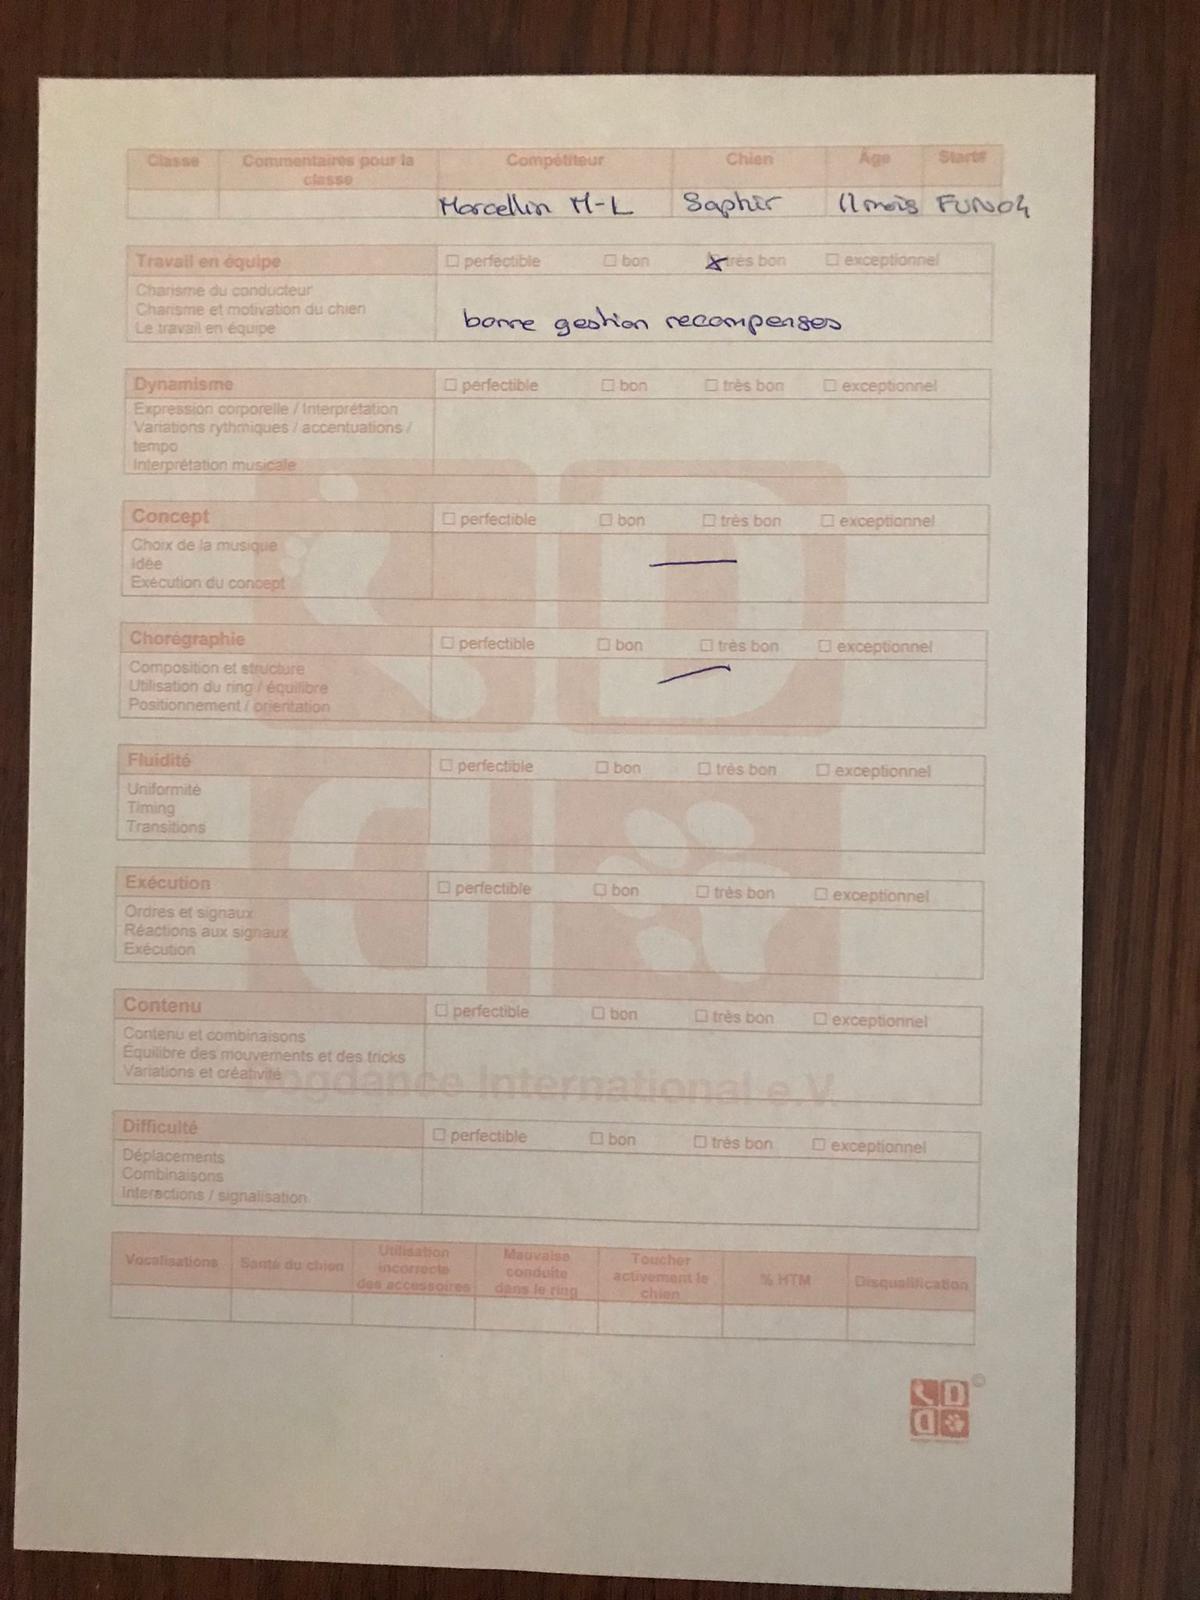 Classe Commentaires pour la classe Compétiteur Chien Âge Start#
Marcellin M-L Saphir 11 mois FUN04
Travail en équipe ☐ perfectible ☐ bon ☒ très bon ☐ exceptionnel
Charisme du conducteur
Charisme et motivation du chien
Le travail en équipe
bonne gestion recompenses
Dynamisme ☐ perfectible ☐ bon ☐ très bon ☐ exceptionnel
Expression corporelle / Interprétation
Variations rythmiques / accentuations /
tempo
Interprétation musicale
Concept ☐ perfectible ☐ bon ☐ très bon ☐ exceptionnel
Choix de la musique
Idée
Exécution du concept
Chorégraphie ☐ perfectible ☐ bon ☐ très bon ☐ exceptionnel
Composition et structure
Utilisation du ring / équilibre
Positionnement / orientation
Fluidité ☐ perfectible ☐ bon ☐ très bon ☐ exceptionnel
Uniformité
Timing
Transitions
Exécution ☐ perfectible ☐ bon ☐ très bon ☐ exceptionnel
Ordres et signaux
Réactions aux signaux
Exécution
Contenu ☐ perfectible ☐ bon ☐ très bon ☐ exceptionnel
Contenu et combinaisons
Équilibre des mouvements et des tricks
Variations et créativité
Dogdance International e.V.
Difficulté ☐ perfectible ☐ bon ☐ très bon ☐ exceptionnel
Déplacements
Combinaisons
Interactions / signalisation
Vocalisations Santé du chien Utilisation incorrecte des accessoires Mauvaise conduite dans le ring Toucher activement le chien % HTM Disqualification